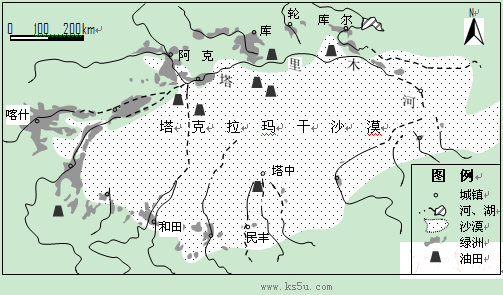 0 100 200km
N
轮
库 库 尔
阿 克
塔 里 木 河
喀什
塔 克 拉 玛 干 沙 漠
塔中
和田
民丰
图 例
城镇
河、湖
沙漠
绿洲
油田
www.ks5u.com